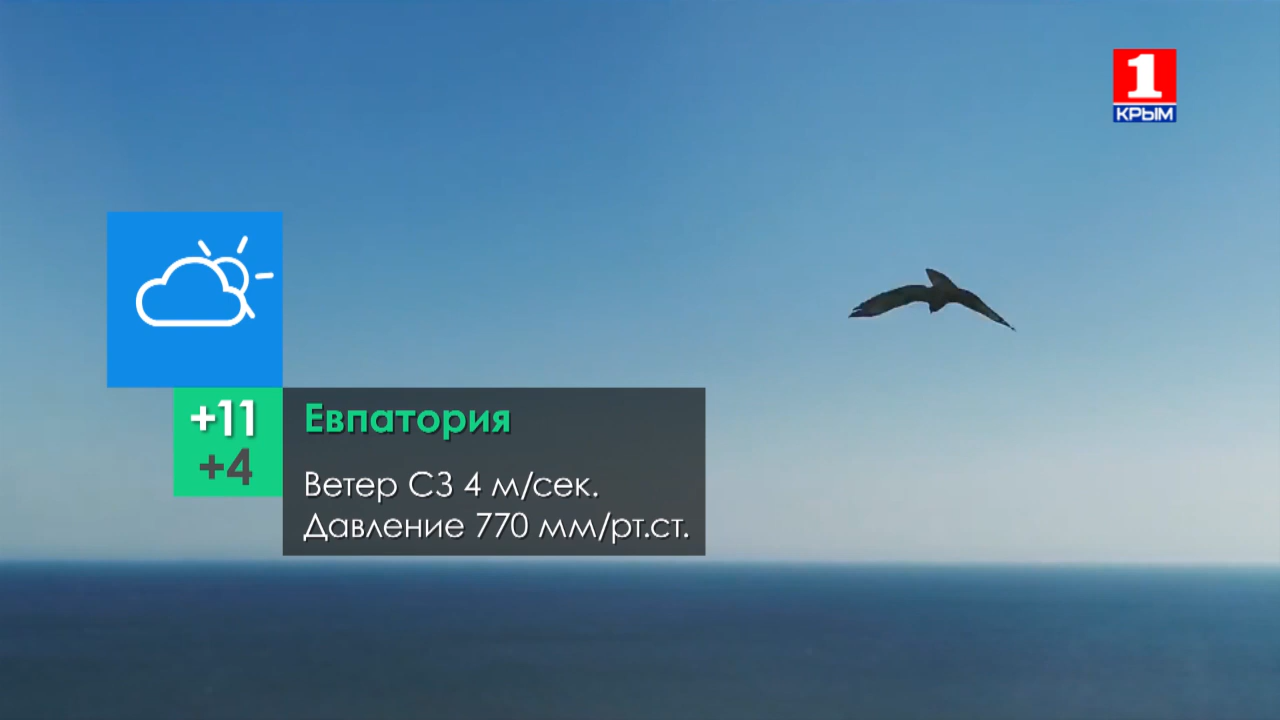 1
КРЫМ
+11
+4
Евпатория
Ветер СЗ 4 м/сек.
Давление 770 мм/рт.ст.